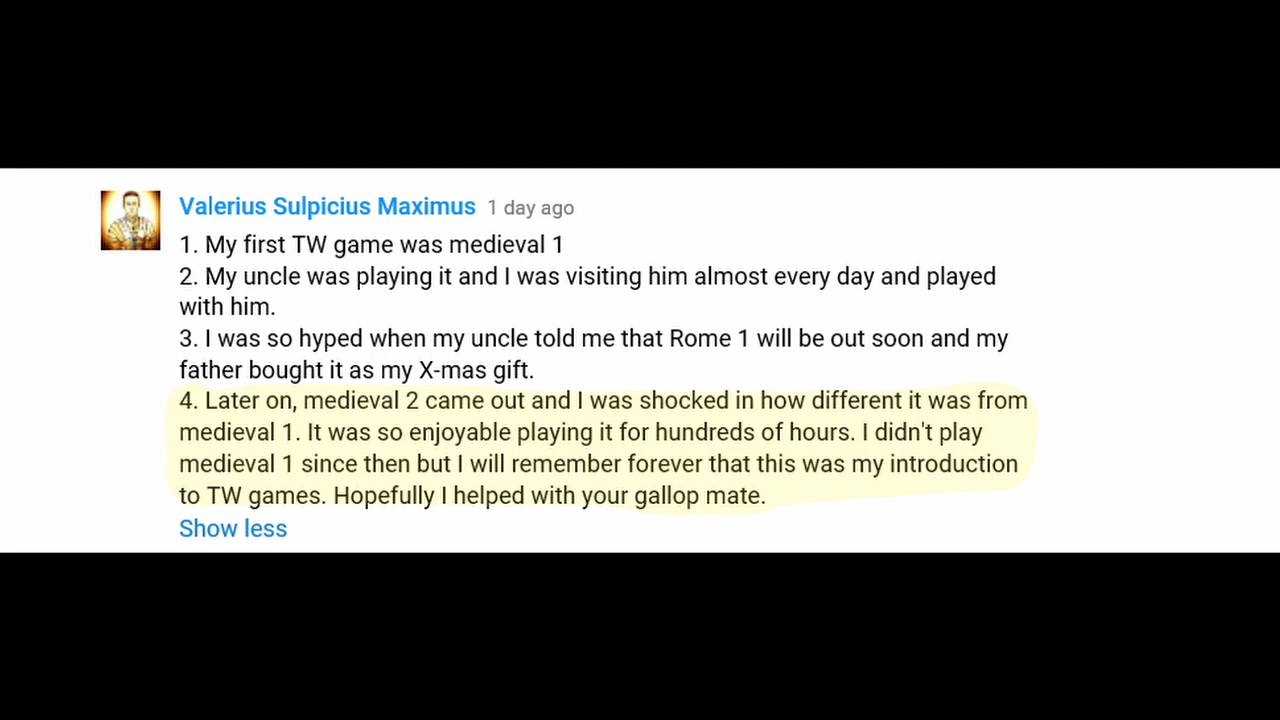 Valerius Sulpicius Maximus 1 day ago
1. My first TW game was medieval 1
2. My uncle was playing it and I was visiting him almost every day and played
with him.
3. I was so hyped when my uncle told me that Rome 1 will be out soon and my
father bought it as my X-mas gift.
4. Later on, medieval 2 came out and I was shocked in how different it was from
medieval 1. It was so enjoyable playing it for hundreds of hours. I didn't play
medieval 1 since then but I will remember forever that this was my introduction
to TW games. Hopefully I helped with your gallop mate.
Show less